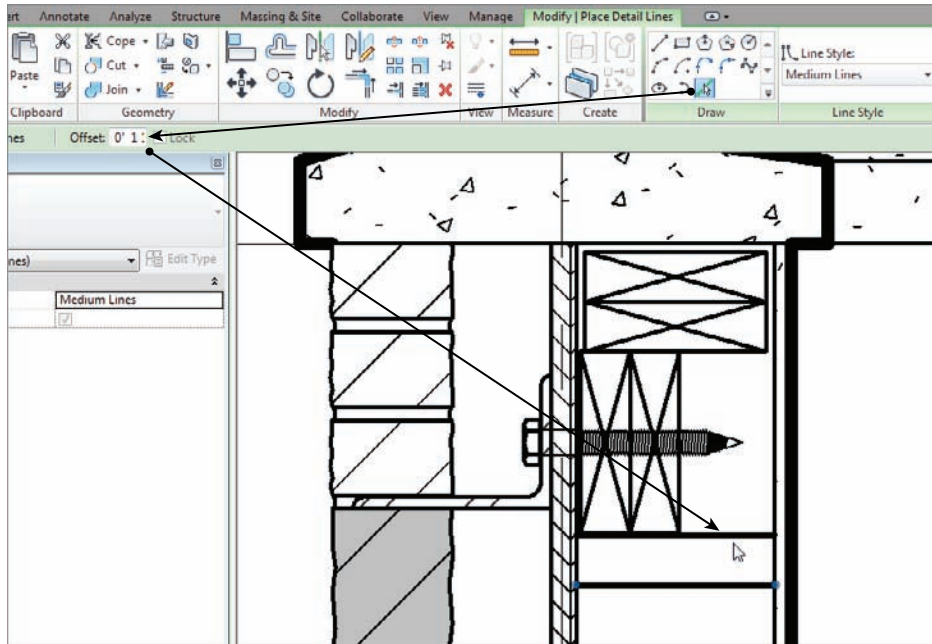 ert Annotate Analyze Structure Massing & Site Collaborate View Manage Modify | Place Detail Lines
Paste
Cope
Cut
Join
Line Style:
Medium Lines
Clipboard Geometry Modify View Measure Create Draw Line Style
nes Offset: 0' 1 Lock
nes) Edit Type
Medium Lines